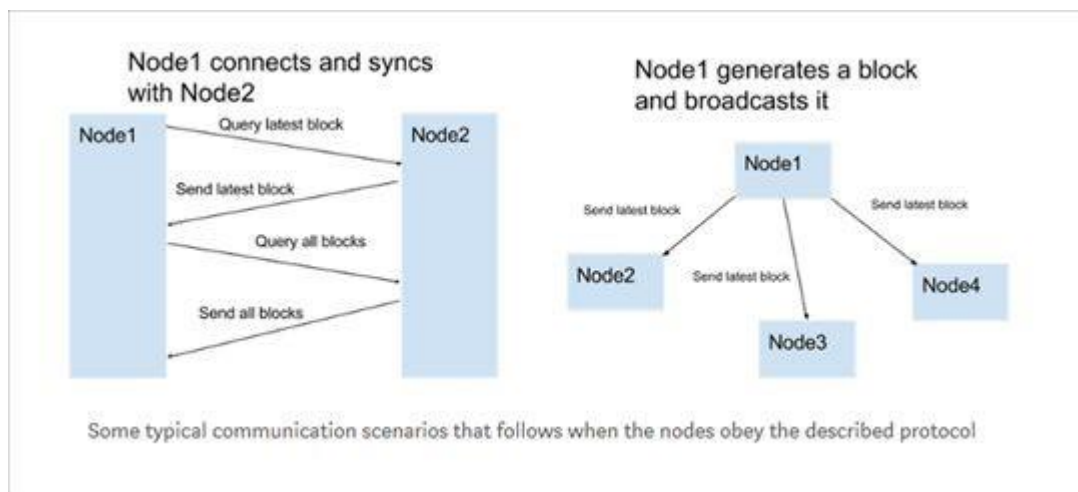 Node1 connects and syncs
with Node2
Node1
Query latest block
Node2
Send latest block
Query all blocks
Send all blocks
Node1 generates a block
and broadcasts it
Node1
Send latest block
Send latest block
Node2
Send latest block
Node4
Node3
Some typical communication scenarios that follows when the nodes obey the described protocol